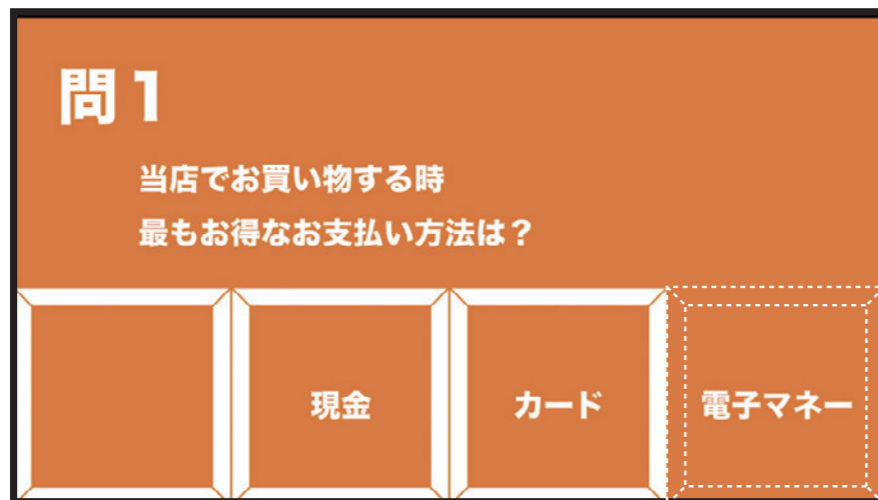 問1
当店でお買い物する時
最もお得なお支払い方法は？
現金
カード
電子マネー